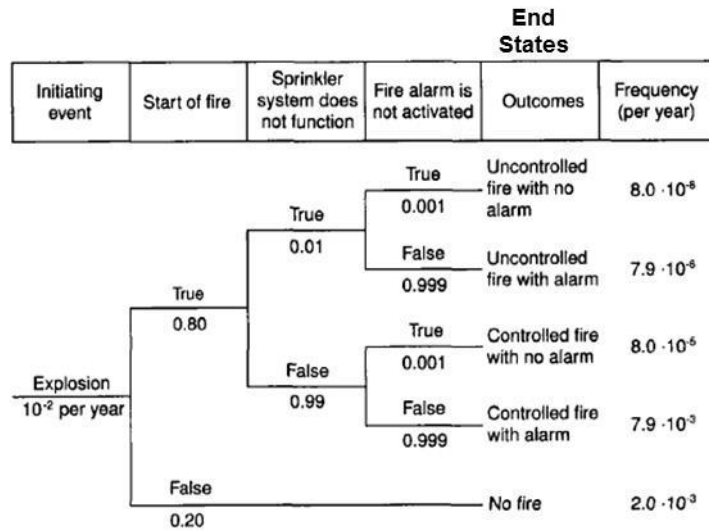 End
States
Initiating event
Start of fire
Sprinkler system does not function
Fire alarm is not activated
Outcomes
Frequency (per year)
True
0.001
Uncontrolled
fire with no
alarm
8.0 ·10⁻⁸
True
0.01
False
0.999
Uncontrolled
fire with alarm
7.9 ·10⁻⁶
True
0.80
True
0.001
Controlled fire
with no alarm
8.0 ·10⁻⁵
False
0.99
False
0.999
Controlled fire
with alarm
7.9 ·10⁻³
Explosion
10⁻² per year
False
0.20
No fire
2.0 ·10⁻³